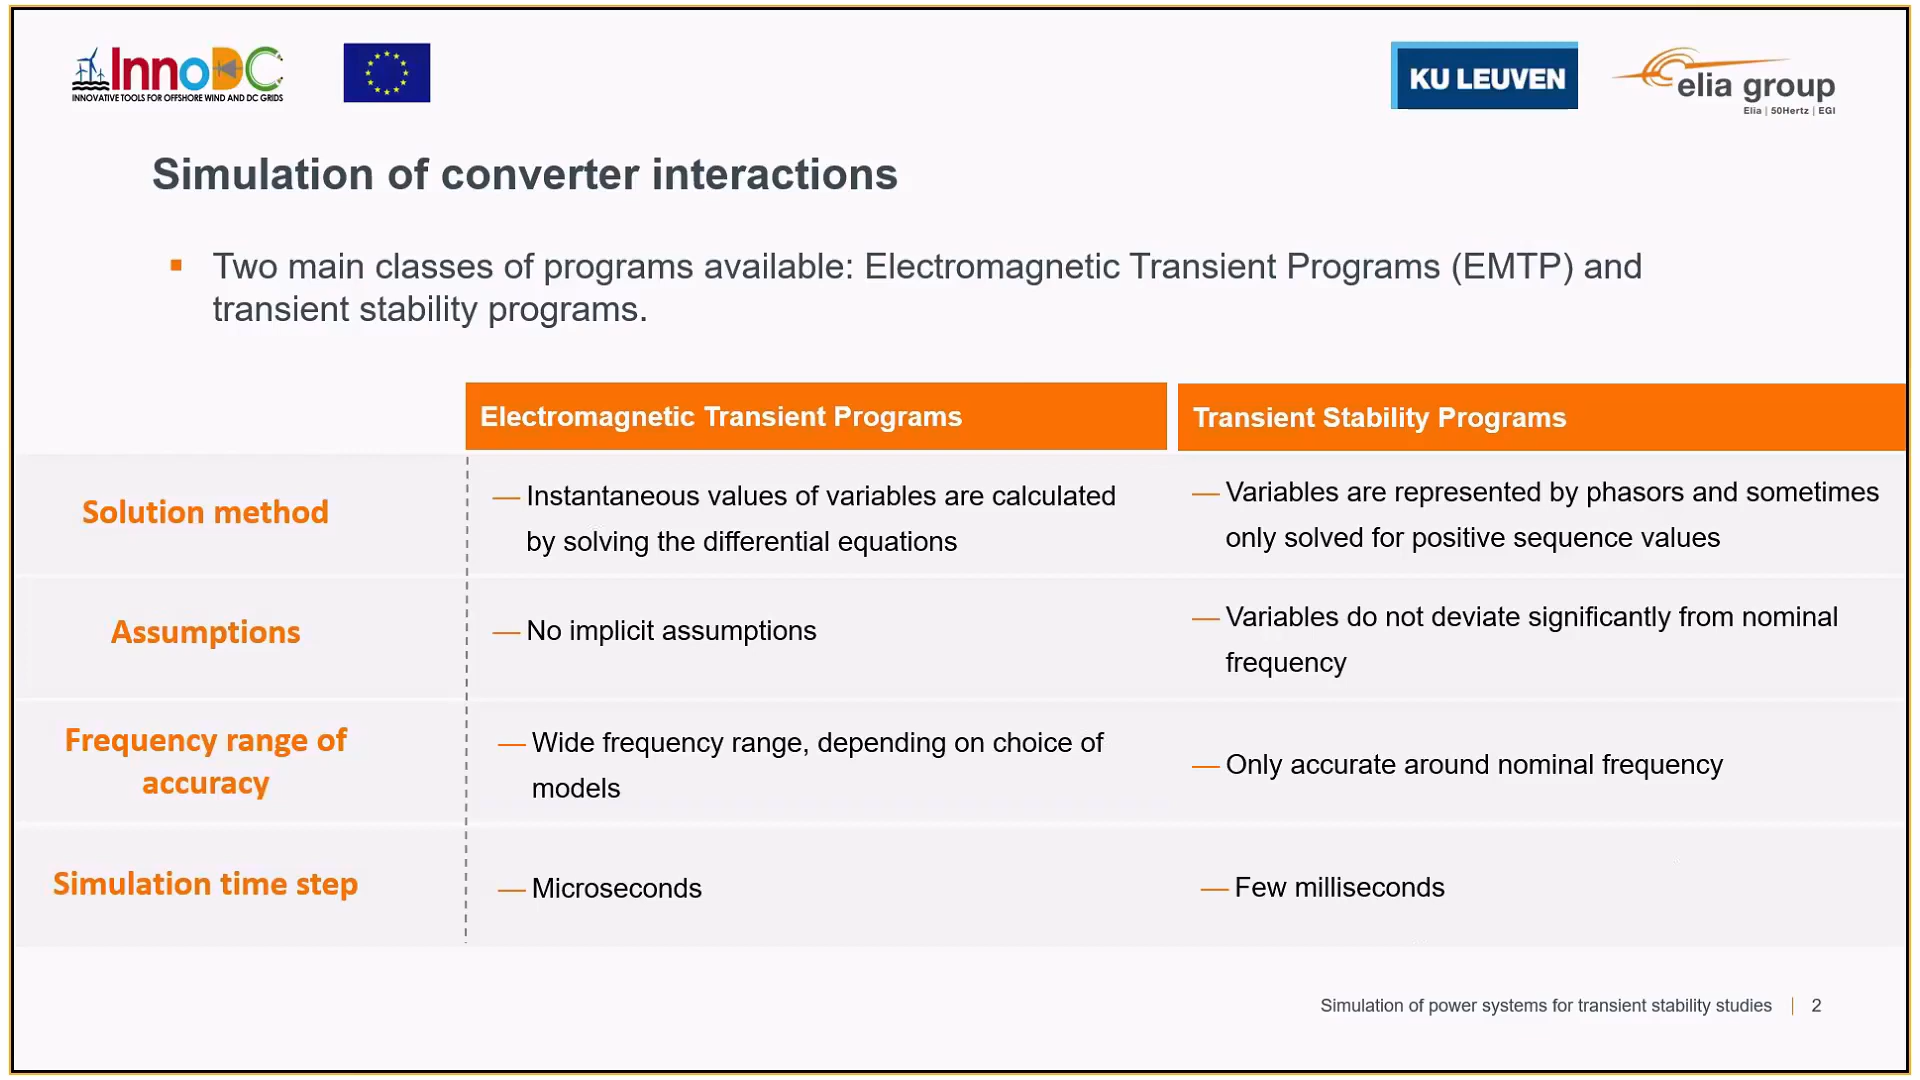 InnoDC
INNOVATIVE TOOLS FOR OFFSHORE WIND AND DC GRIDS
KU LEUVEN
elia group
Elia | 50Hertz | EGI
Simulation of converter interactions
Two main classes of programs available: Electromagnetic Transient Programs (EMTP) and
transient stability programs.
Electromagnetic Transient Programs
Transient Stability Programs
Solution method
— Instantaneous values of variables are calculated
by solving the differential equations
— Variables are represented by phasors and sometimes
only solved for positive sequence values
Assumptions
— No implicit assumptions
— Variables do not deviate significantly from nominal
frequency
Frequency range of
accuracy
— Wide frequency range, depending on choice of
models
— Only accurate around nominal frequency
Simulation time step
— Microseconds
— Few milliseconds
Simulation of power systems for transient stability studies | 2